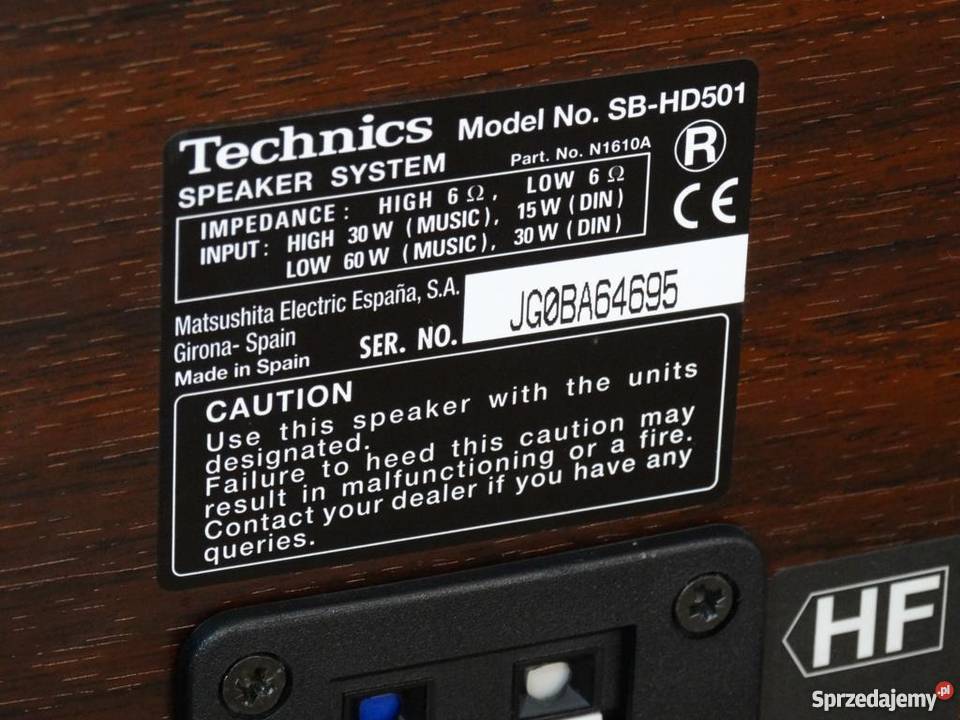 Technics Model No. SB-HD501
SPEAKER SYSTEM Part. No. N1610A R
IMPEDANCE : HIGH 6 Ω , LOW 6 Ω CE
INPUT : HIGH 30 W ( MUSIC ), 15 W ( DIN )
LOW 60 W ( MUSIC ), 30 W ( DIN )
Matsushita Electric España, S.A.
Girona- Spain
Made in Spain
SER. NO. JG0BA64695
CAUTION
Use this speaker with the units
designated.
Failure to heed this caution may
result in malfunctioning or a fire.
Contact your dealer if you have any
queries.
HF
Sprzedajemy.pl